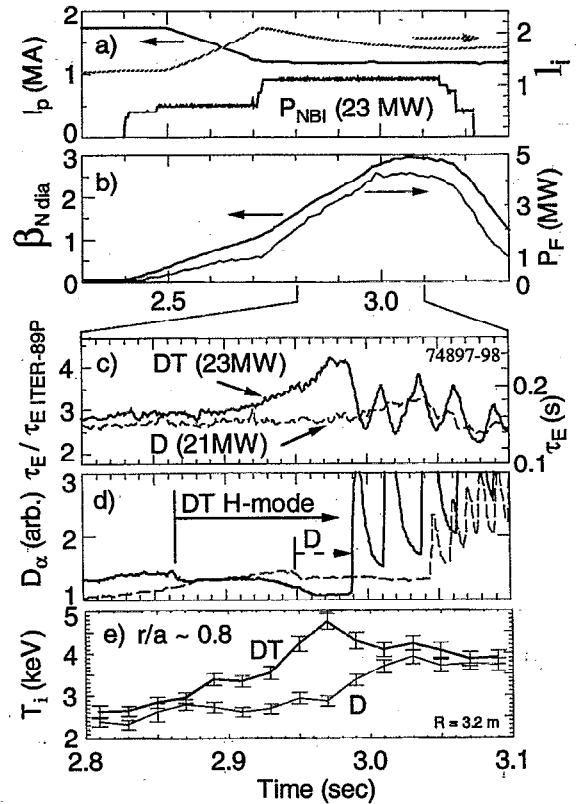 a)
I_p (MA)
2
1
0
2
1
l_i
P_NBI (23 MW)
b)
β_N dia
3
2
1
0
5
4
2
1
0
P_F (MW)
2.5
3.0
c)
74897-98
DT (23MW)
D (21MW)
τ_E / τ_E ITER-89P
4
3
2
0.2
0.1
τ_E (s)
d)
D_α (arb.)
3
2
1
DT H-mode
D
e) r/a ~ 0.8
T_i (keV)
5
4
3
2
DT
D
R = 3.2 m
2.8
2.9
3.0
3.1
Time (sec)